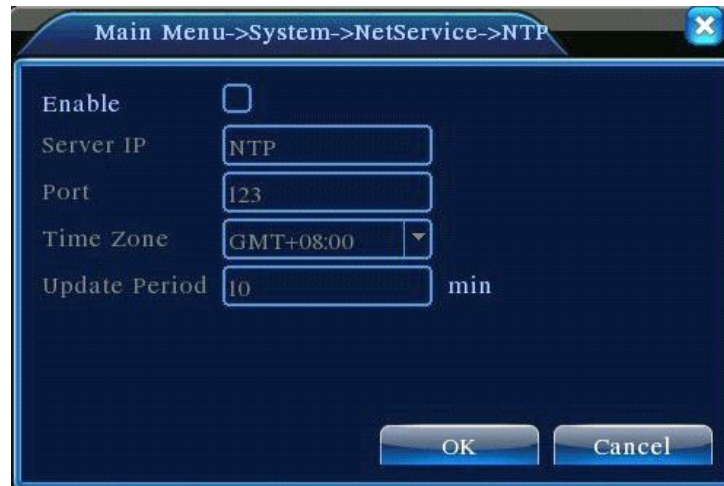 Main Menu->System->NetService->NTP
Enable
Server IP NTP
Port 123
Time Zone GMT+08:00
Update Period 10 min
OK Cancel